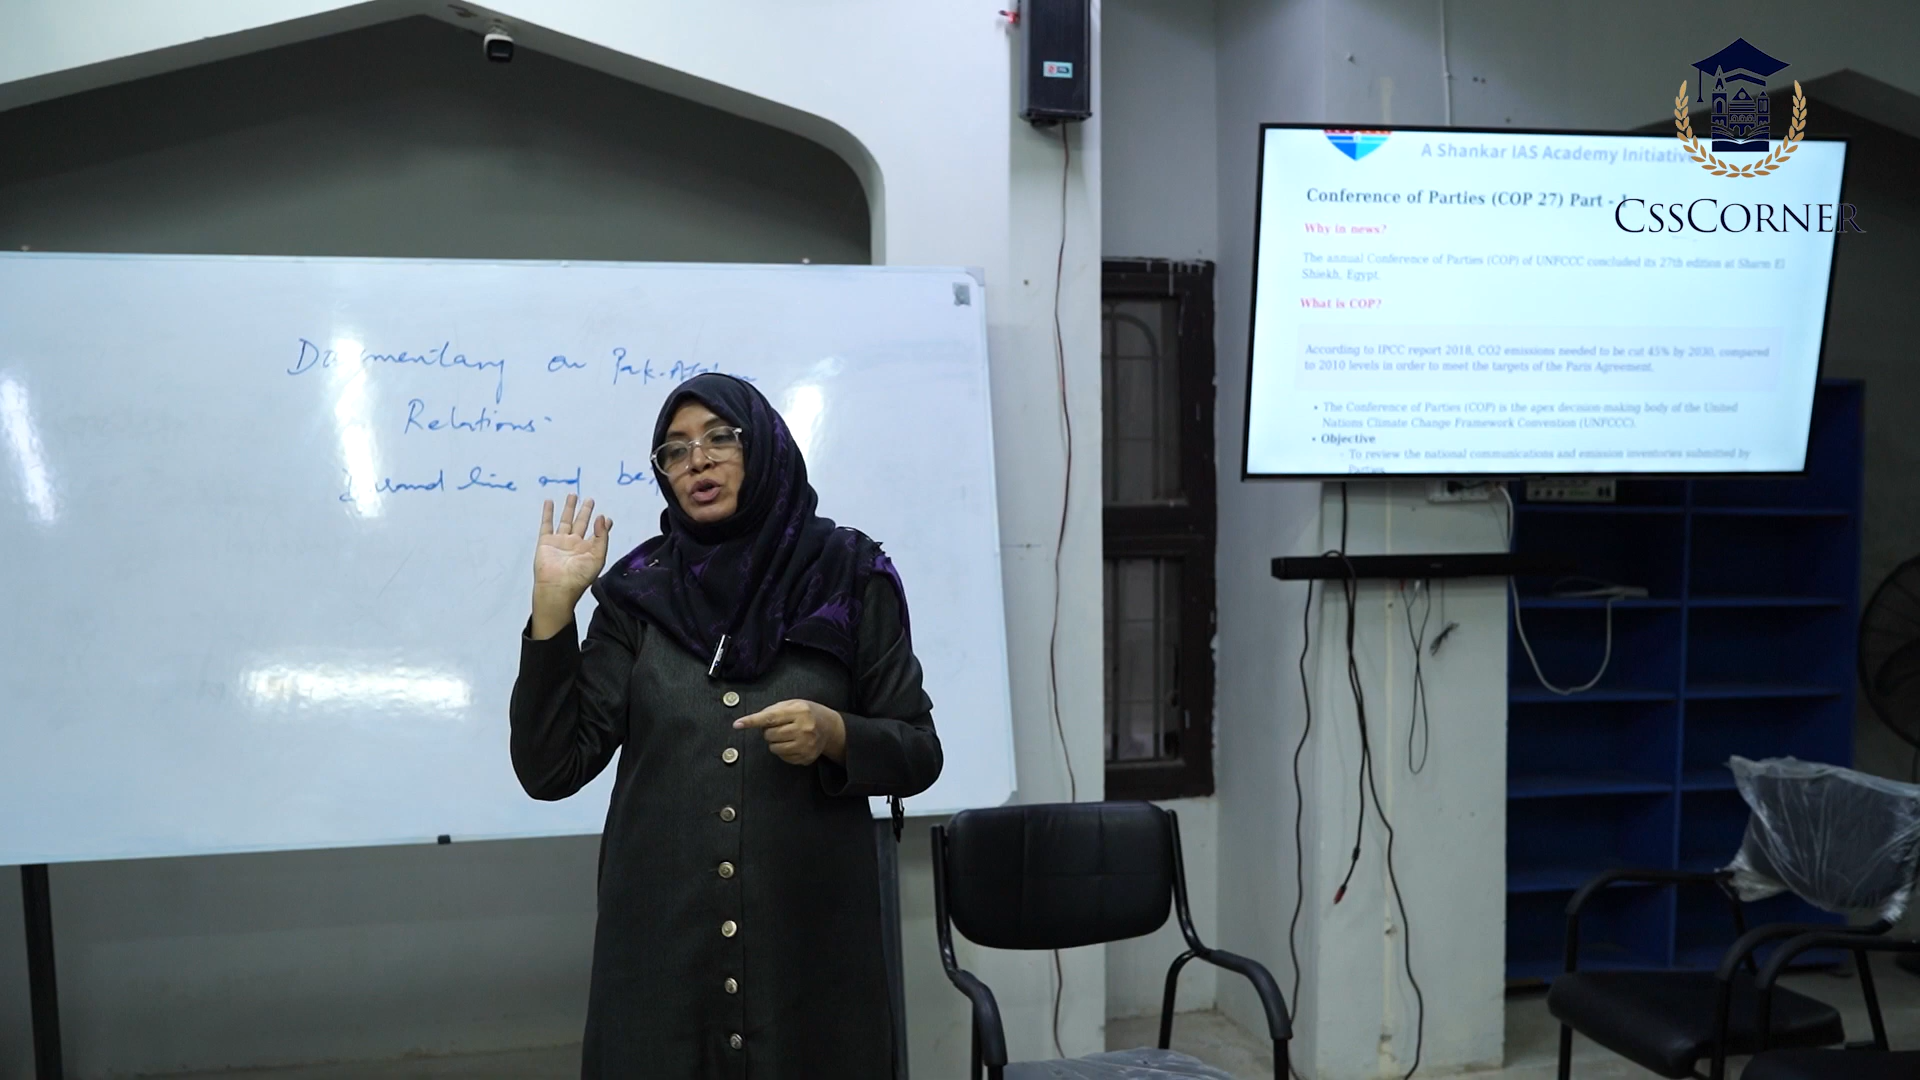 Documentary on Pak-Afghan
Relations-
Durand line and be
A Shankar IAS Academy Initiative
Conference of Parties (COP 27) Part - I
Why in news?
The annual Conference of Parties (COP) of UNFCCC concluded its 27th edition at Sharm El
Shiekh, Egypt.
What is COP?
According to IPCC report 2018, CO2 emissions needed to be cut 45% by 2030, compared
to 2010 levels in order to meet the targets of the Paris Agreement.
• The Conference of Parties (COP) is the apex decision-making body of the United
Nations Climate Change Framework Convention (UNFCCC).
• Objective
◦ To review the national communications and emission inventories submitted by
Parties
CSSCORNER